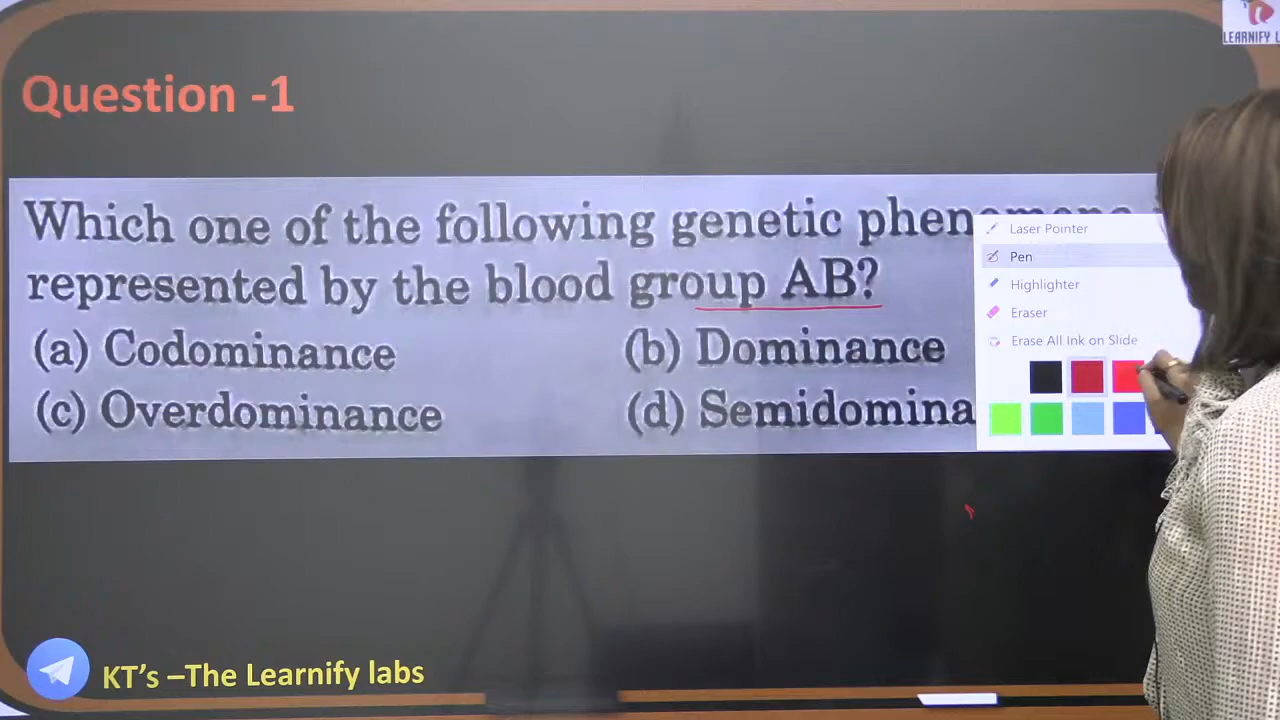 LEARNIFY L
Question -1
Which one of the following genetic
represented by the blood group AB?
(a) Codominance
(b) Dominance
(c) Overdominance
(d) Semidomina
Laser Pointer
Pen
Highlighter
Eraser
Erase All Ink on Slide
KT's –The Learnify labs